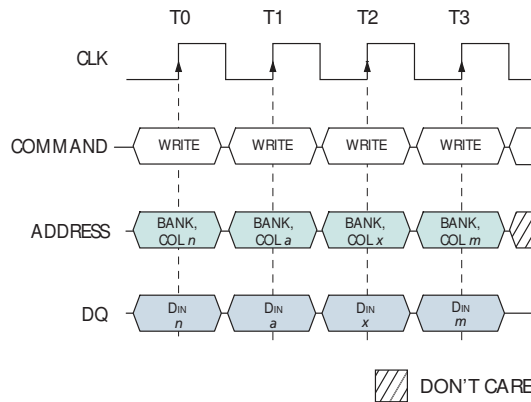 T0 T1 T2 T3
CLK
COMMAND WRITE WRITE WRITE WRITE
ADDRESS BANK, COL n BANK, COL a BANK, COL x BANK, COL m
DQ DIN n DIN a DIN x DIN m
DON'T CARE